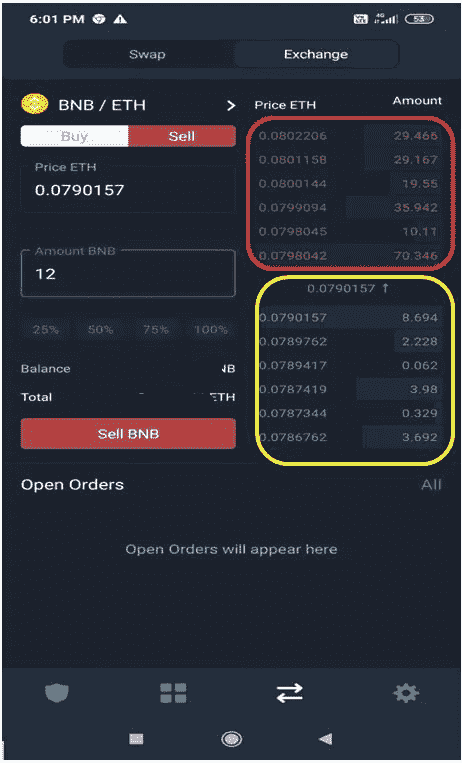 6:01 PM
4G
53
Swap
Exchange
BNB / ETH
Buy
Sell
Price ETH
0.0790157
Amount BNB
12
25% 50% 75% 100%
Balance
NB
Total
ETH
Sell BNB
Price ETH Amount
0.0802206 29.466
0.0801158 29.167
0.0800144 19.55
0.0799094 35.942
0.0798045 10.11
0.0798042 70.346
0.0790157 ↑
0.0790157 8.694
0.0789762 2.228
0.0789417 0.062
0.0787419 3.98
0.0787344 0.329
0.0786762 3.692
Open Orders
All
Open Orders will appear here